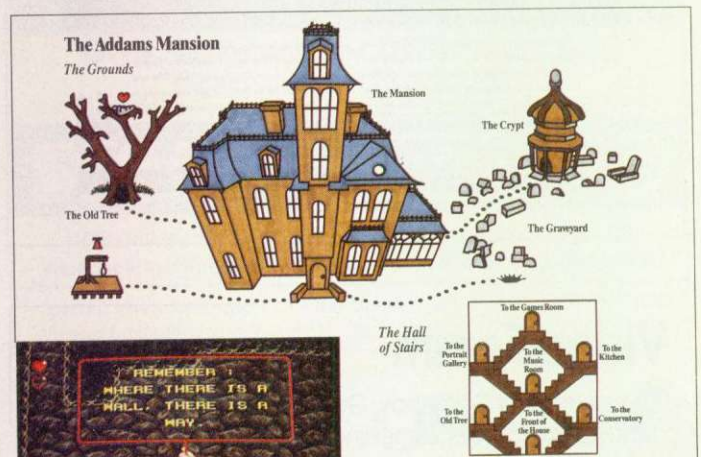 The Addams Mansion
The Grounds
The Mansion
The Crypt
The Old Tree
The Graveyard
The Hall
of Stairs
To the Games Room
To the
Portrait
Gallery
To the
Music
Room
To the
Kitchen
To the
Old Tree
To the
Front of
the House
To the
Conservatory
REMEMBER :
WHERE THERE IS A
WALL, THERE IS A
WAY.